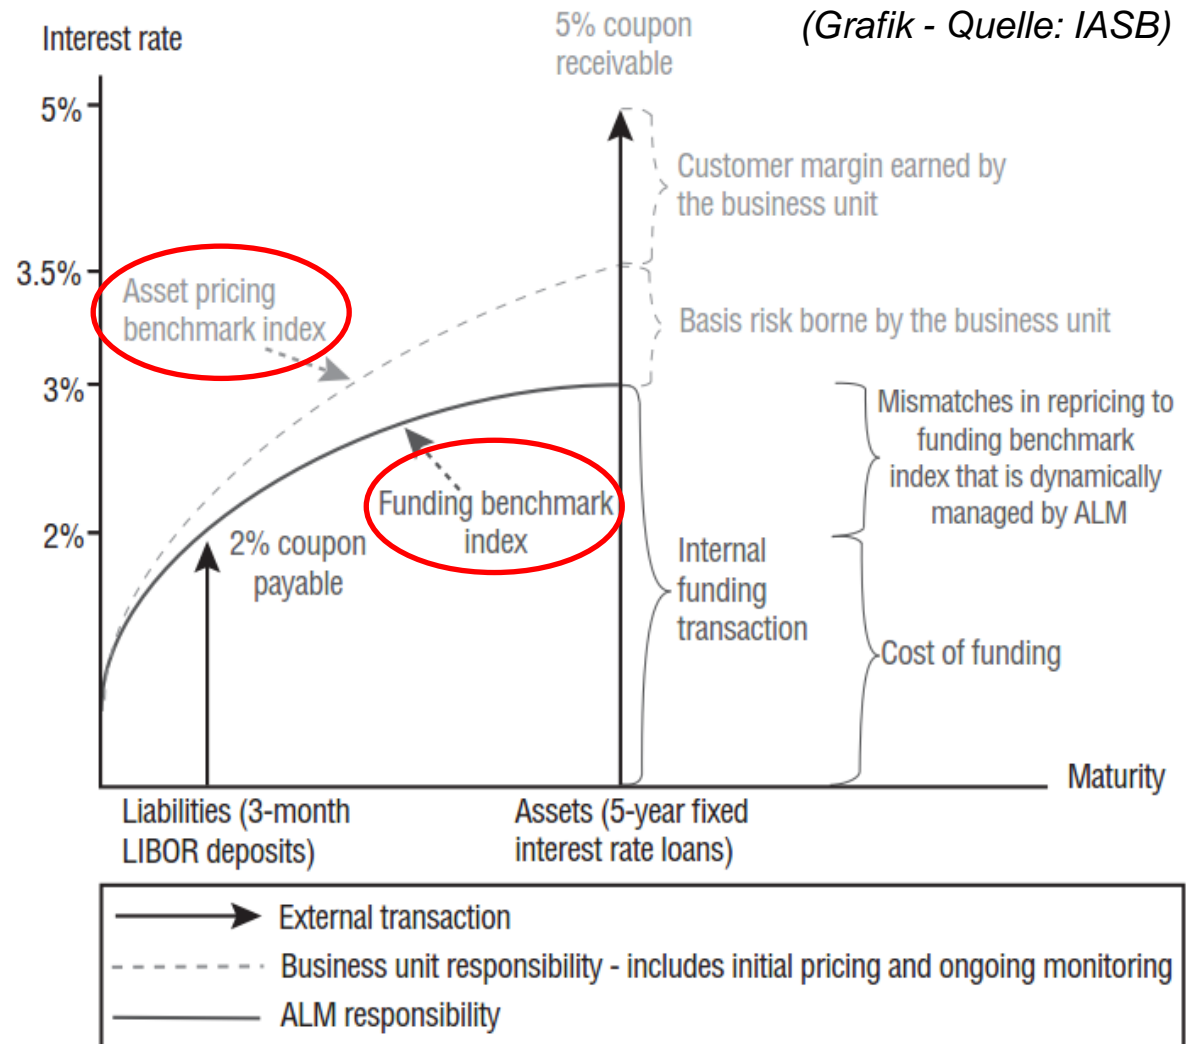 Interest rate
(Grafik - Quelle: IASB)
5% coupon
receivable
5%
Customer margin earned by
the business unit
3.5%
Asset pricing
benchmark index
Basis risk borne by the business unit
3%
Mismatches in repricing to
funding benchmark
index that is dynamically
managed by ALM
Funding benchmark
index
2%
2% coupon
payable
Internal
funding
transaction
Cost of funding
Maturity
Liabilities (3-month
LIBOR deposits)
Assets (5-year fixed
interest rate loans)
External transaction
Business unit responsibility - includes initial pricing and ongoing monitoring
ALM responsibility